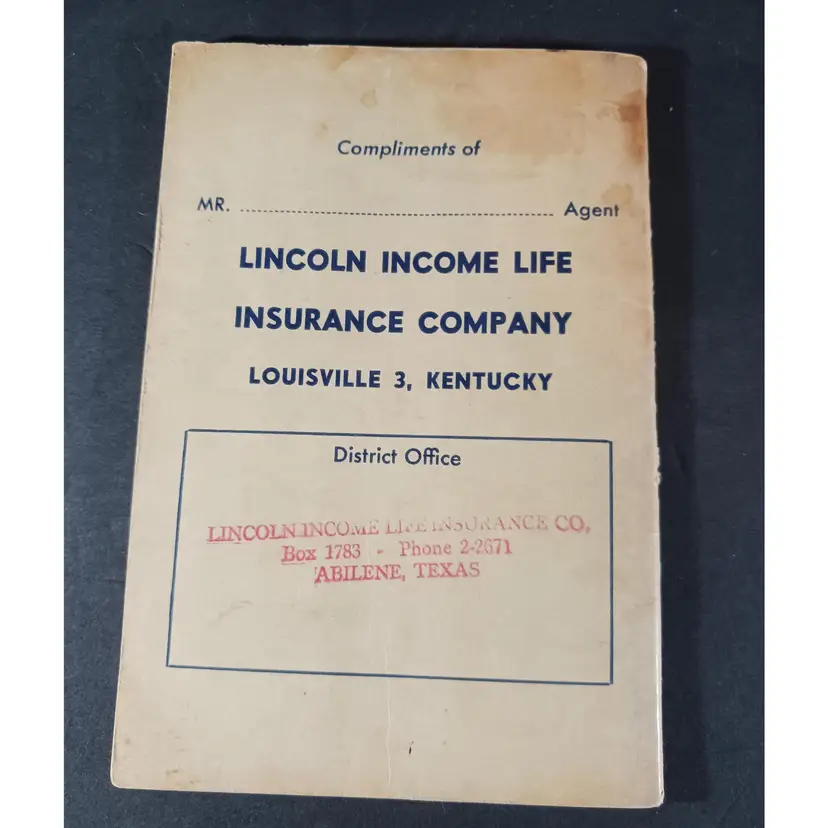 Compliments of
MR. ........................................ Agent
LINCOLN INCOME LIFE
INSURANCE COMPANY
LOUISVILLE 3, KENTUCKY
District Office
LINCOLN INCOME LIFE INSURANCE CO.
Box 1783 - Phone 2-2671
ABILENE, TEXAS